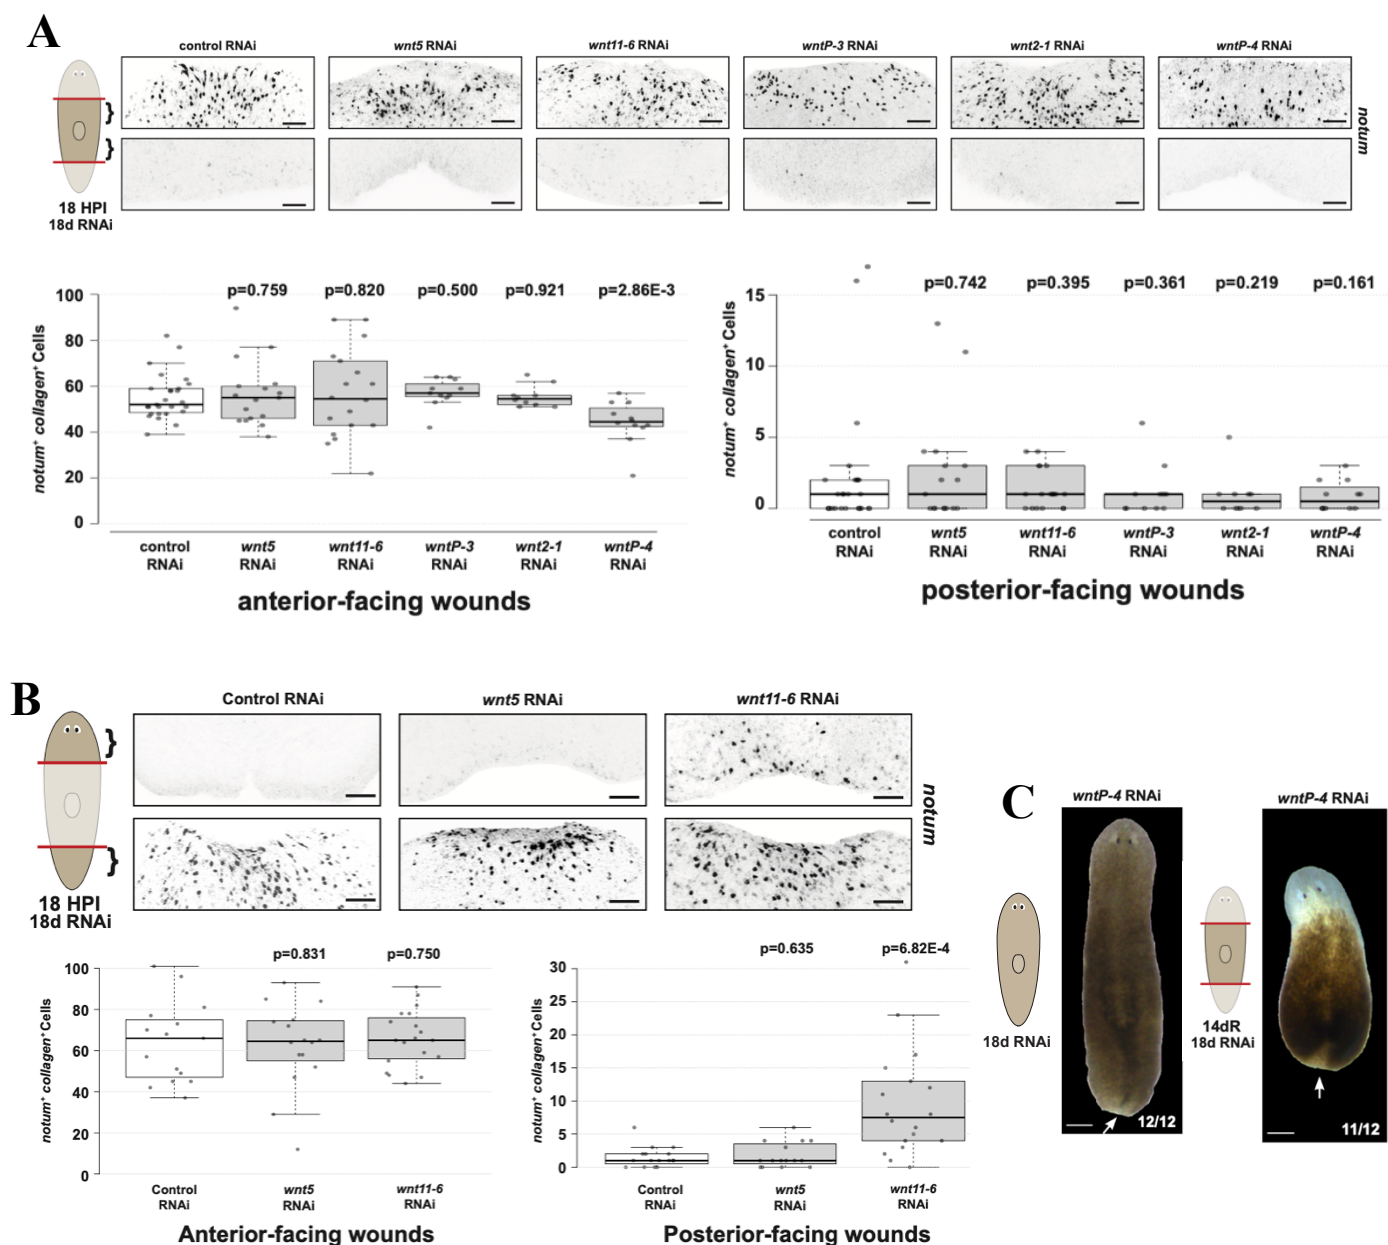 A
control RNAi
wnt5 RNAi
wnt11-6 RNAi
wntP-3 RNAi
wnt2-1 RNAi
wntP-4 RNAi
}
}
notum
18 HPI
18d RNAi
notum+ collagen+ Cells
100
80
60
40
20
0
p=0.759
p=0.820
p=0.500
p=0.921
p=2.86E-3
control
RNAi
wnt5
RNAi
wnt11-6
RNAi
wntP-3
RNAi
wnt2-1
RNAi
wntP-4
RNAi
anterior-facing wounds
notum+ collagen+ Cells
15
10
5
0
p=0.742
p=0.395
p=0.361
p=0.219
p=0.161
control
RNAi
wnt5
RNAi
wnt11-6
RNAi
wntP-3
RNAi
wnt2-1
RNAi
wntP-4
RNAi
posterior-facing wounds
B
Control RNAi
wnt5 RNAi
wnt11-6 RNAi
}
}
notum
18 HPI
18d RNAi
notum+ collagen+ Cells
100
80
60
40
20
0
p=0.831
p=0.750
Control
RNAi
wnt5
RNAi
wnt11-6
RNAi
Anterior-facing wounds
notum+ collagen+ Cells
30
25
20
15
10
5
0
p=0.635
p=6.82E-4
Control
RNAi
wnt5
RNAi
wnt11-6
RNAi
Posterior-facing wounds
C
wntP-4 RNAi
18d RNAi
12/12
wntP-4 RNAi
14dR
18d RNAi
11/12